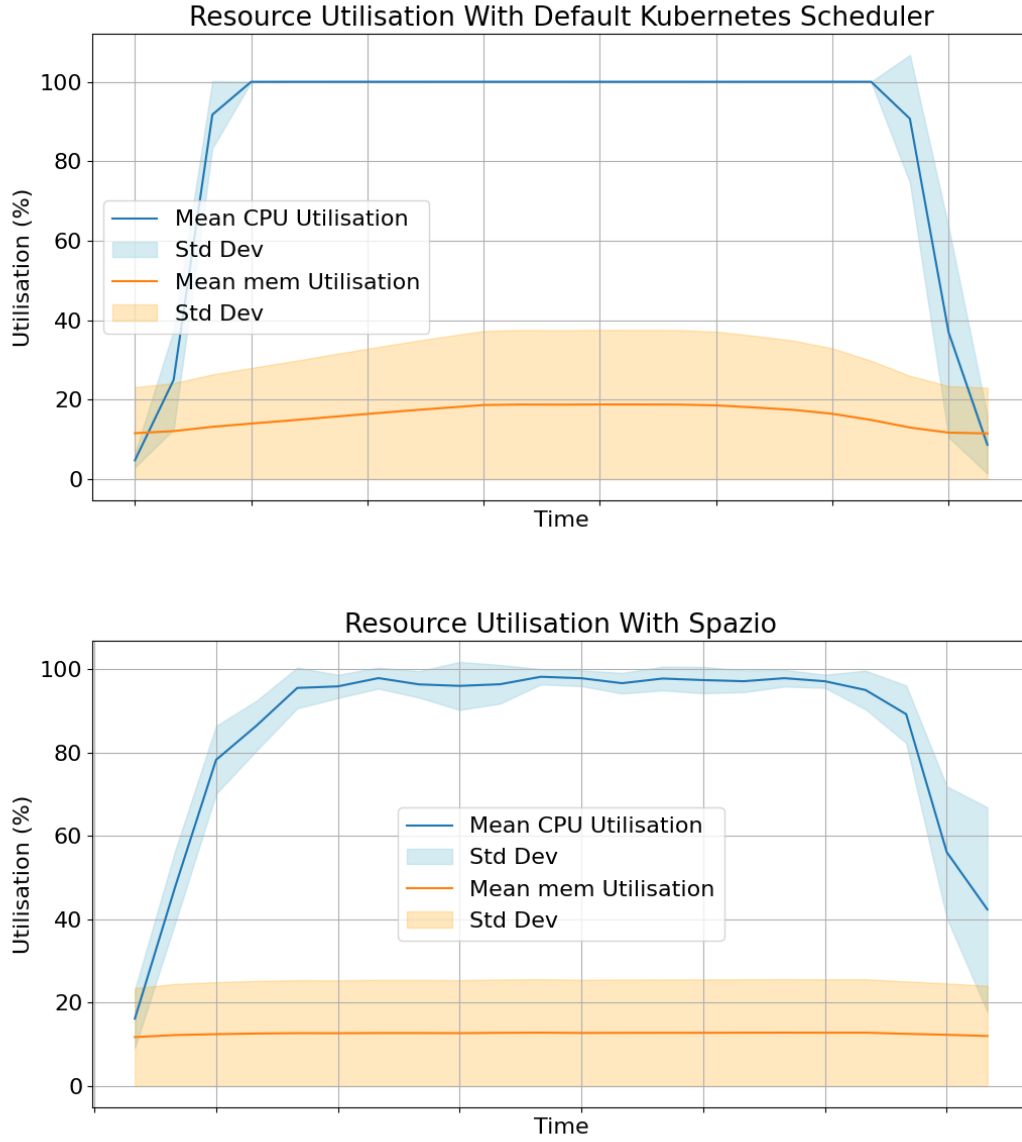 Resource Utilisation With Default Kubernetes Scheduler
100
80
60
40
20
0
Utilisation (%)
Mean CPU Utilisation
Std Dev
Mean mem Utilisation
Std Dev
Time
Resource Utilisation With Spazio
100
80
60
40
20
0
Utilisation (%)
Mean CPU Utilisation
Std Dev
Mean mem Utilisation
Std Dev
Time